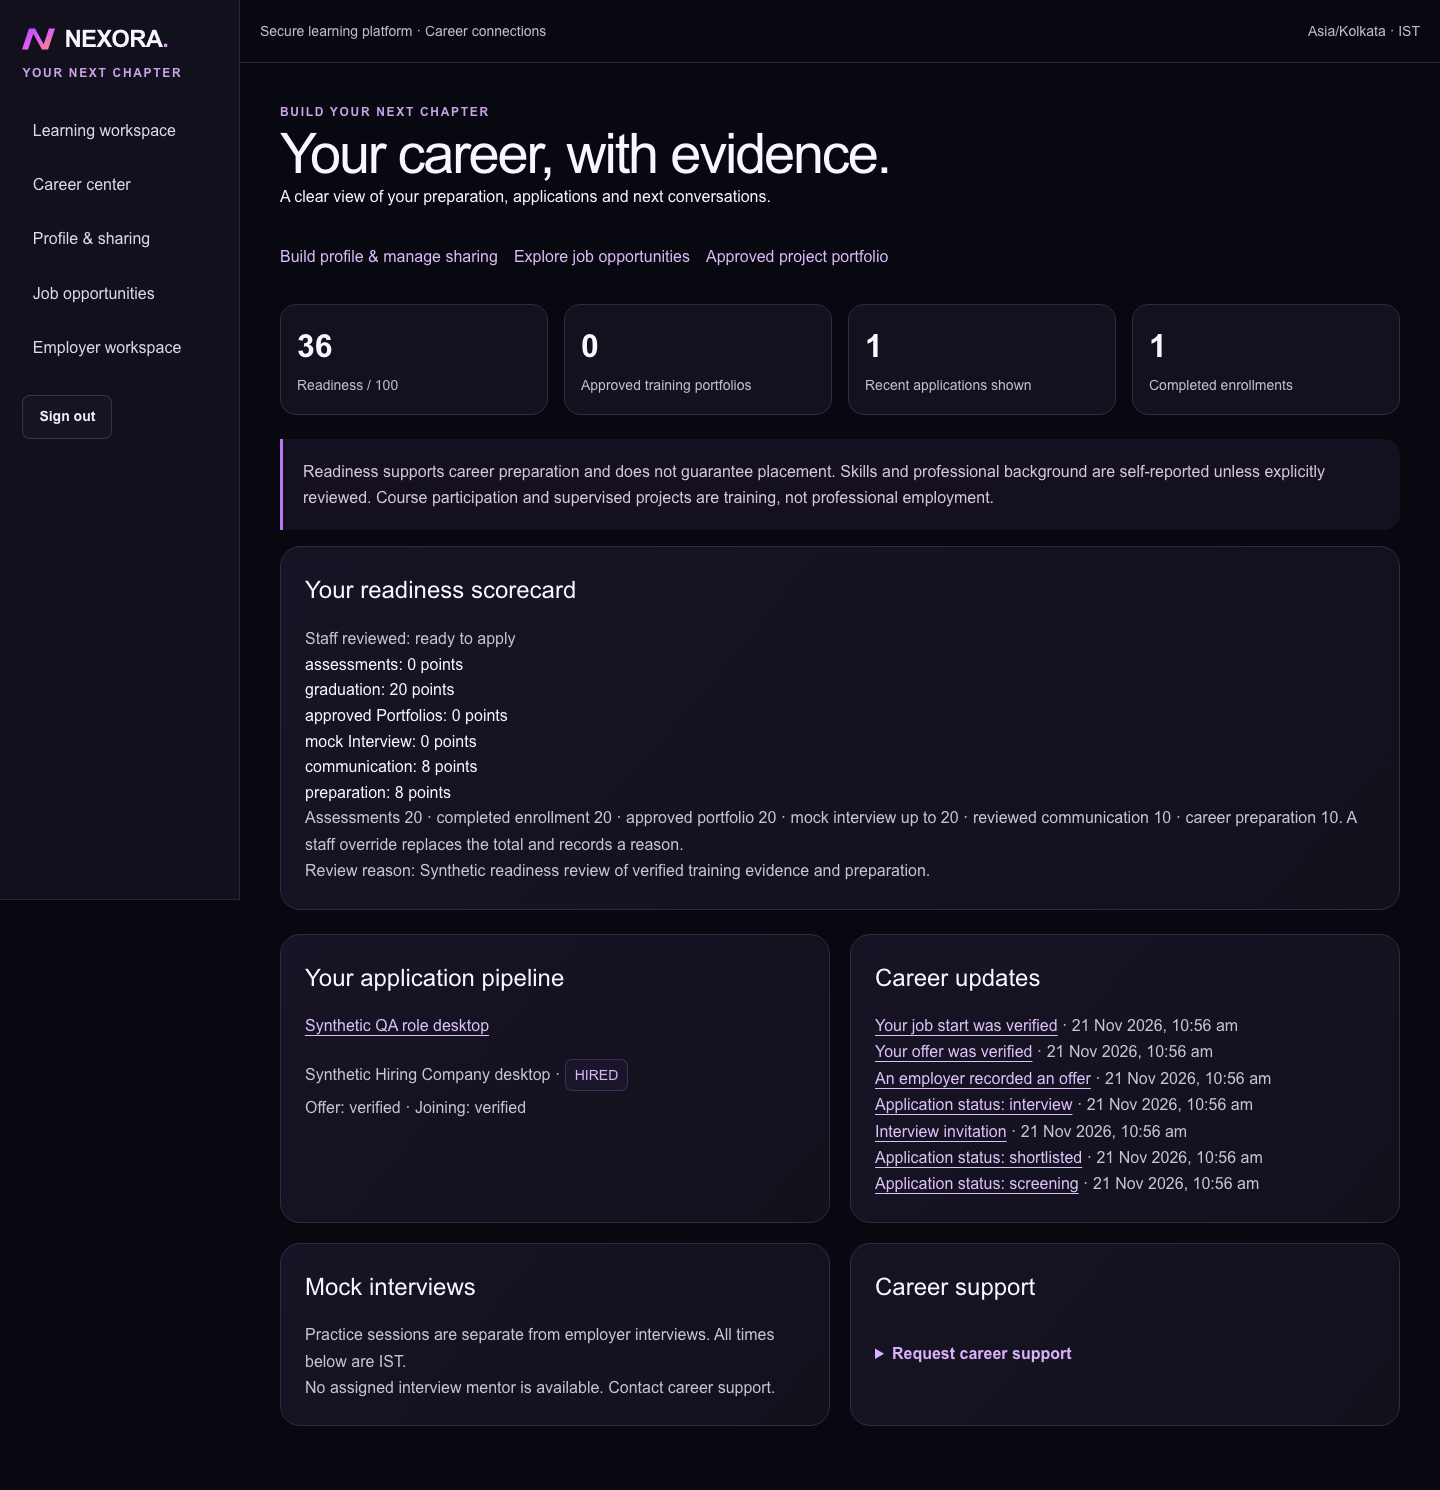 NEXORA.
YOUR NEXT CHAPTER
Learning workspace
Career center
Profile & sharing
Job opportunities
Employer workspace
Sign out
Secure learning platform · Career connections
Asia/Kolkata · IST
BUILD YOUR NEXT CHAPTER
Your career, with evidence.
A clear view of your preparation, applications and next conversations.
Build profile & manage sharing
Explore job opportunities
Approved project portfolio
36
Readiness / 100
0
Approved training portfolios
1
Recent applications shown
1
Completed enrollments
Readiness supports career preparation and does not guarantee placement. Skills and professional background are self-reported unless explicitly
reviewed. Course participation and supervised projects are training, not professional employment.
Your readiness scorecard
Staff reviewed: ready to apply
assessments: 0 points
graduation: 20 points
approved Portfolios: 0 points
mock Interview: 0 points
communication: 8 points
preparation: 8 points
Assessments 20 · completed enrollment 20 · approved portfolio 20 · mock interview up to 20 · reviewed communication 10 · career preparation 10. A
staff override replaces the total and records a reason.
Review reason: Synthetic readiness review of verified training evidence and preparation.
Your application pipeline
Synthetic QA role desktop
Synthetic Hiring Company desktop · HIRED
Offer: verified · Joining: verified
Career updates
Your job start was verified · 21 Nov 2026, 10:56 am
Your offer was verified · 21 Nov 2026, 10:56 am
An employer recorded an offer · 21 Nov 2026, 10:56 am
Application status: interview · 21 Nov 2026, 10:56 am
Interview invitation · 21 Nov 2026, 10:56 am
Application status: shortlisted · 21 Nov 2026, 10:56 am
Application status: screening · 21 Nov 2026, 10:56 am
Mock interviews
Practice sessions are separate from employer interviews. All times
below are IST.
No assigned interview mentor is available. Contact career support.
Career support
Request career support